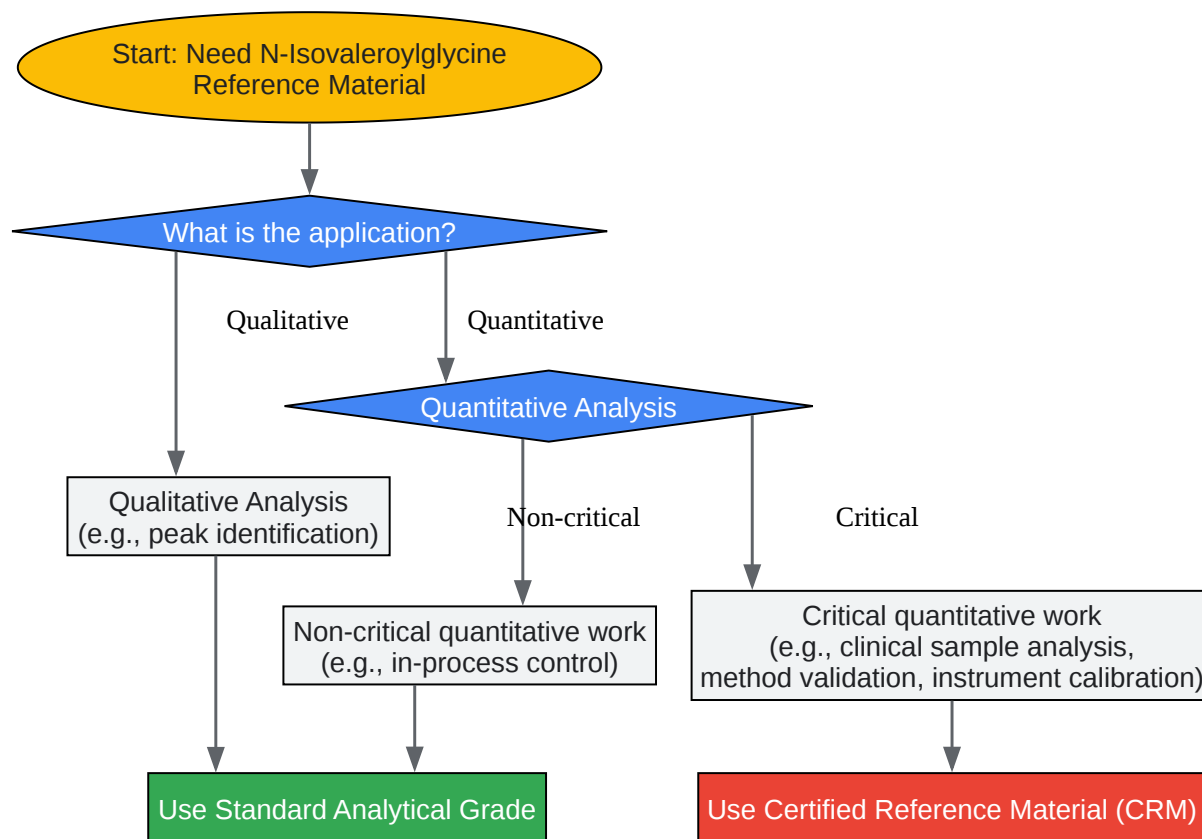 Start: Need N-Isovaleroylglycine
Reference Material
What is the application?
Qualitative
Quantitative
Quantitative Analysis
Qualitative Analysis
(e.g., peak identification)
Non-critical
Critical
Non-critical quantitative work
(e.g., in-process control)
Critical quantitative work
(e.g., clinical sample analysis,
method validation, instrument calibration)
Use Standard Analytical Grade
Use Certified Reference Material (CRM)